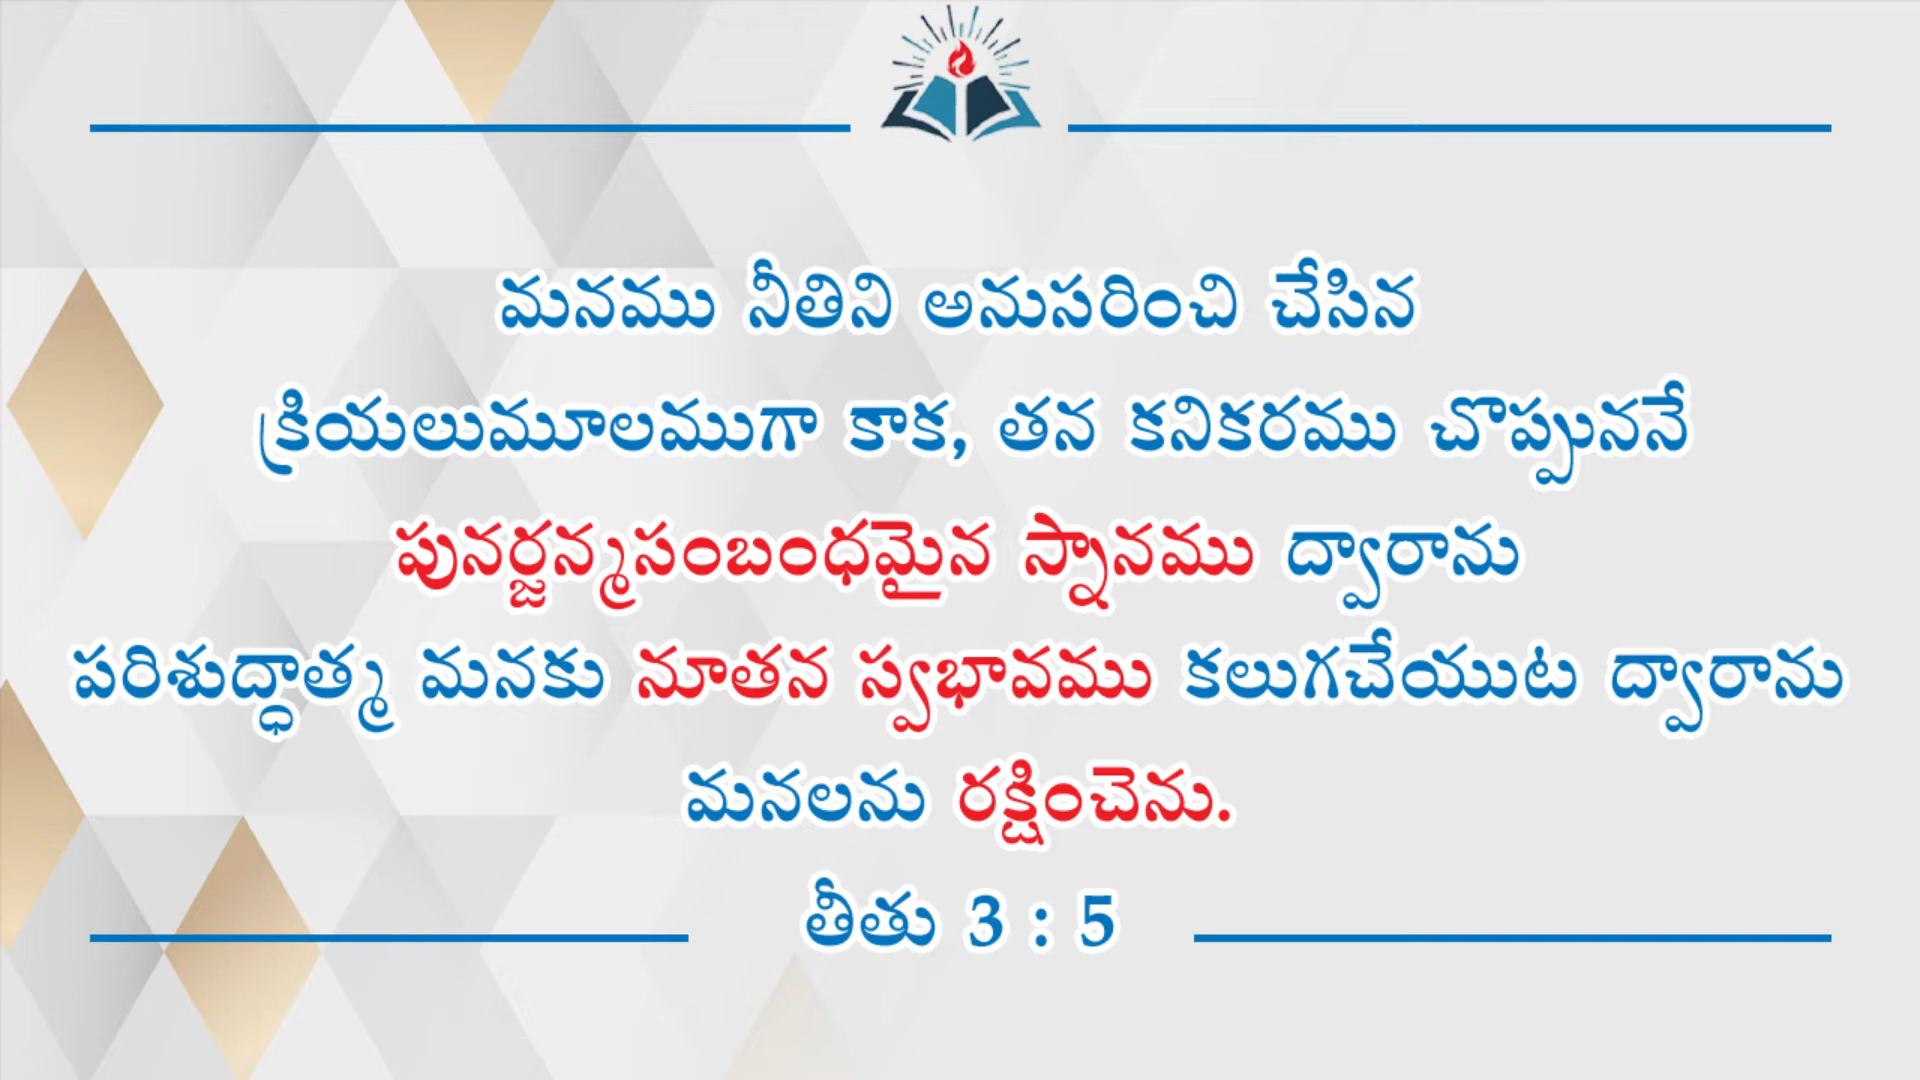 మనము నీతిని అనుసరించి చేసిన
క్రియలుమూలముగా కాక, తన కనికరము చొప్పుననే
పునర్జన్మసంబంధమైన స్నానము ద్వారాను
పరిశుద్ధాత్మ మనకు నూతన స్వభావము కలుగచేయుట ద్వారాను
మనలను రక్షించెను.
తీతు 3 : 5